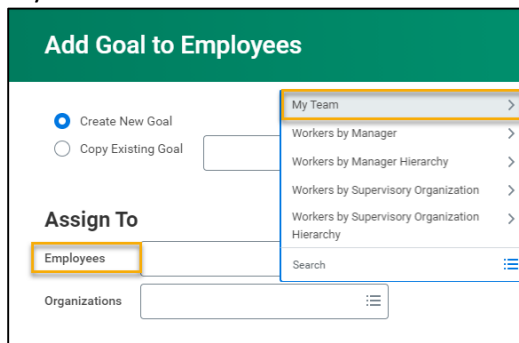 Add Goal to Employees
Create New Goal
Copy Existing Goal
My Team
Workers by Manager
Workers by Manager Hierarchy
Workers by Supervisory Organization
Workers by Supervisory Organization
Hierarchy
Search
Assign To
Employees
Organizations